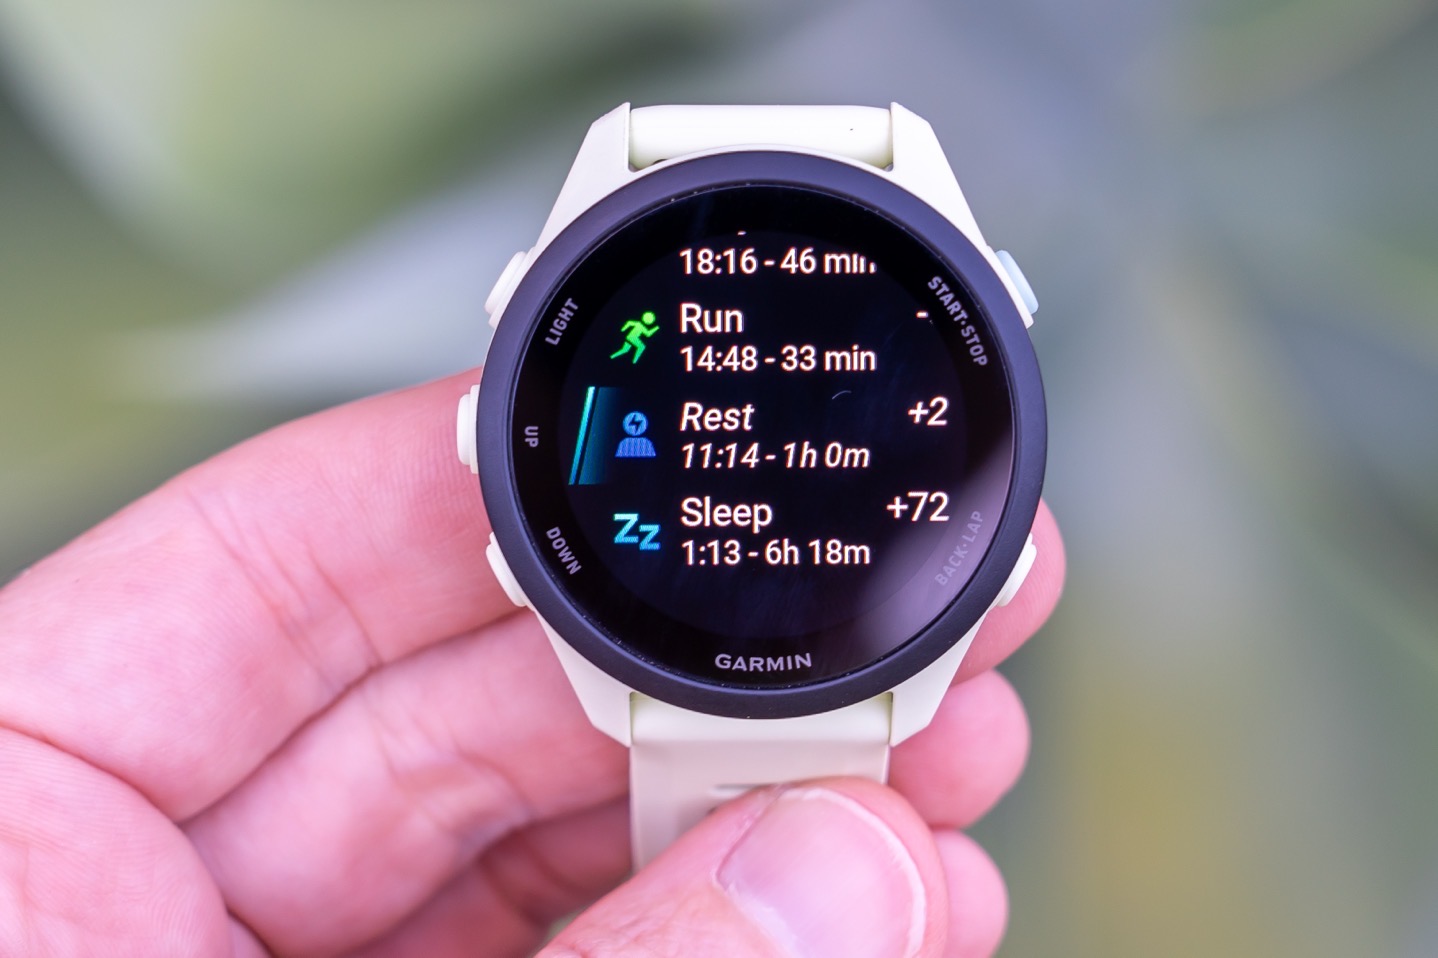 18:16 - 46 min
Run -
14:48 - 33 min
Rest +2
11:14 - 1h 0m
Sleep +72
1:13 - 6h 18m
LIGHT
UP
DOWN
START·STOP
BACK·LAP
GARMIN